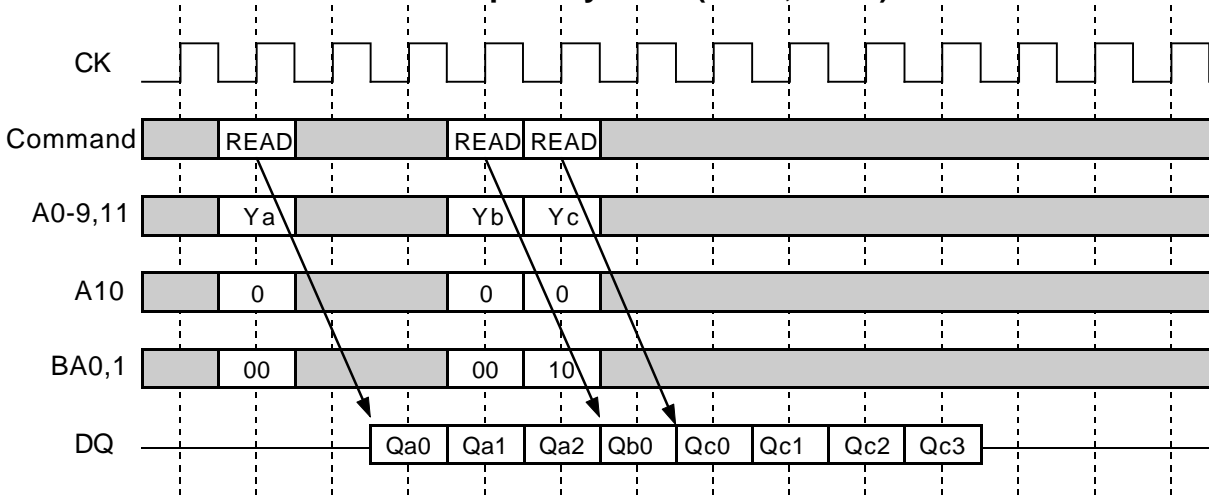 CK
Command READ READ READ
A0-9,11 Ya Yb Yc
A10 0 0 0
BA0,1 00 00 10
DQ Qa0 Qa1 Qa2 Qb0 Qc0 Qc1 Qc2 Qc3